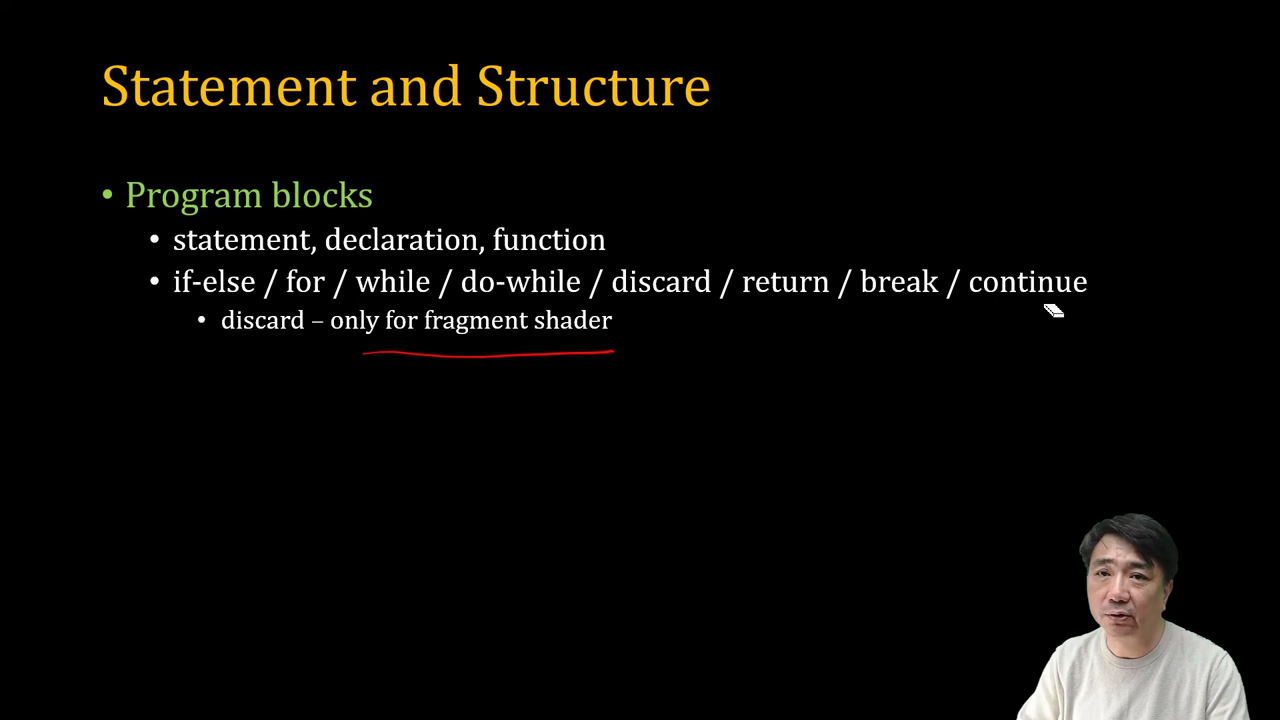 Statement and Structure
• Program blocks
• statement, declaration, function
• if-else / for / while / do-while / discard / return / break / continue
• discard – only for fragment shader